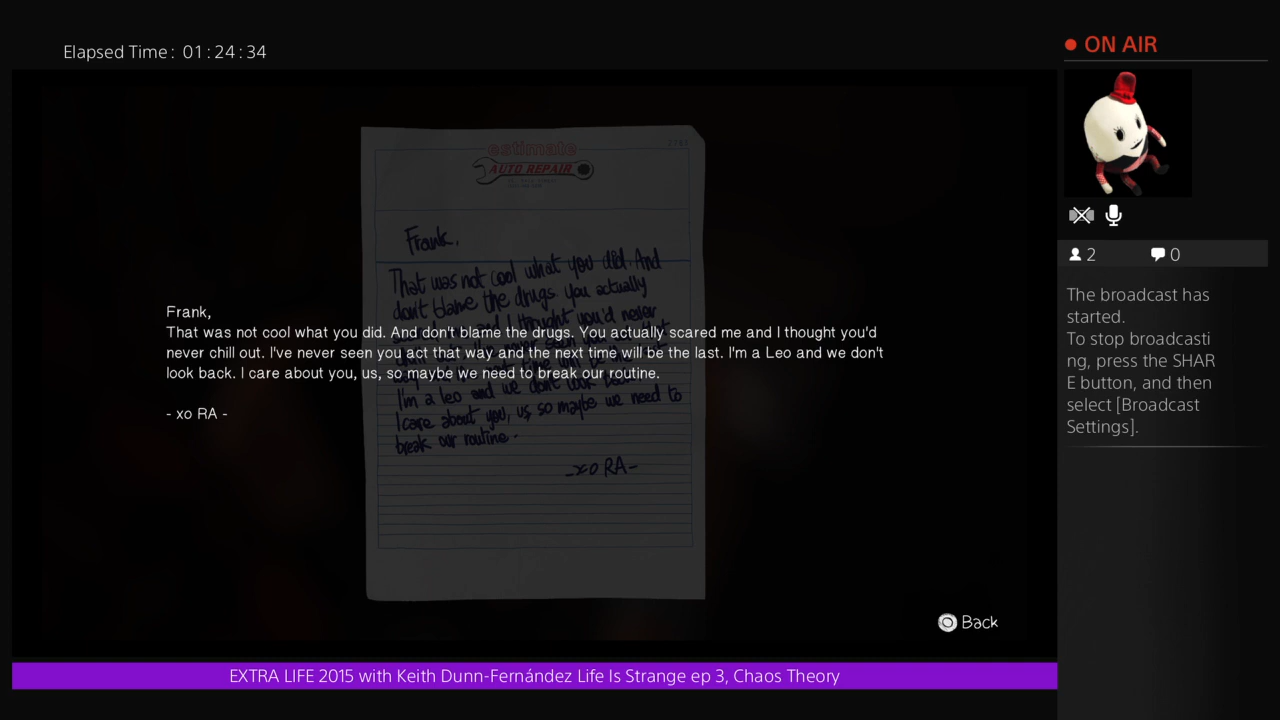 Elapsed Time: 01:24:34
ON AIR
2
0
The broadcast has
started.
To stop broadcasti
ng, press the SHAR
E button, and then
select [Broadcast
Settings].
estimate
AUTO REPAIR
Frank.
That was not cool what you did. And
don't blame the drugs. You actually
Frank,
That was not cool what you did. And don't blame the drugs. You actually scared me and I thought you'd
never chill out. I've never seen you act that way and the next time will be the last. I'm a Leo and we don't
look back. I care about you, us, so maybe we need to break our routine.
- xo RA -
I'm a leo and we don't look back.
I care about you, us, so maybe we need to
break our routine.
-xo RA-
Back
EXTRA LIFE 2015 with Keith Dunn-Fernández Life Is Strange ep 3, Chaos Theory